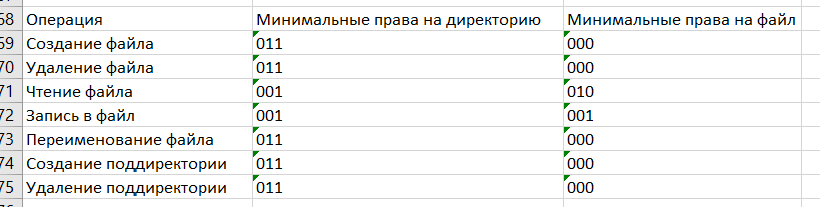 68 Операция Минимальные права на директорию Минимальные права на файл
69 Создание файла 011 000
70 Удаление файла 011 000
71 Чтение файла 001 010
72 Запись в файл 001 001
73 Переименование файла 011 000
74 Создание поддиректории 011 000
75 Удаление поддиректории 011 000